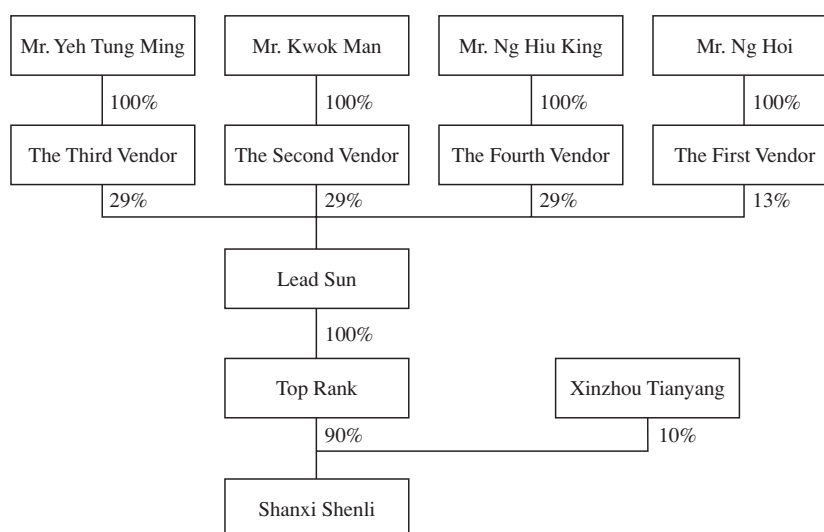 Mr. Yeh Tung Ming
Mr. Kwok Man
Mr. Ng Hiu King
Mr. Ng Hoi
100%
100%
100%
100%
The Third Vendor
The Second Vendor
The Fourth Vendor
The First Vendor
29%
29%
29%
13%
Lead Sun
100%
Top Rank
Xinzhou Tianyang
90%
10%
Shanxi Shenli